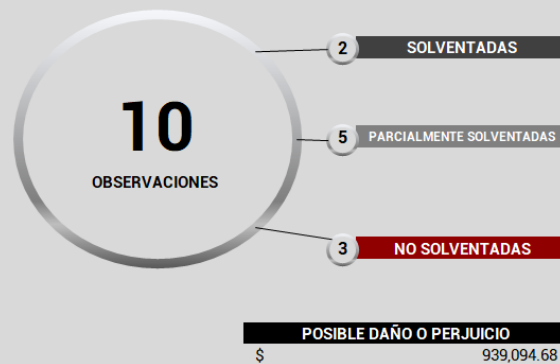 10
OBSERVACIONES
2 SOLVENTADAS
5 PARCIALMENTE SOLVENTADAS
3 NO SOLVENTADAS
POSIBLE DAÑO O PERJUICIO
$ 939,094.68